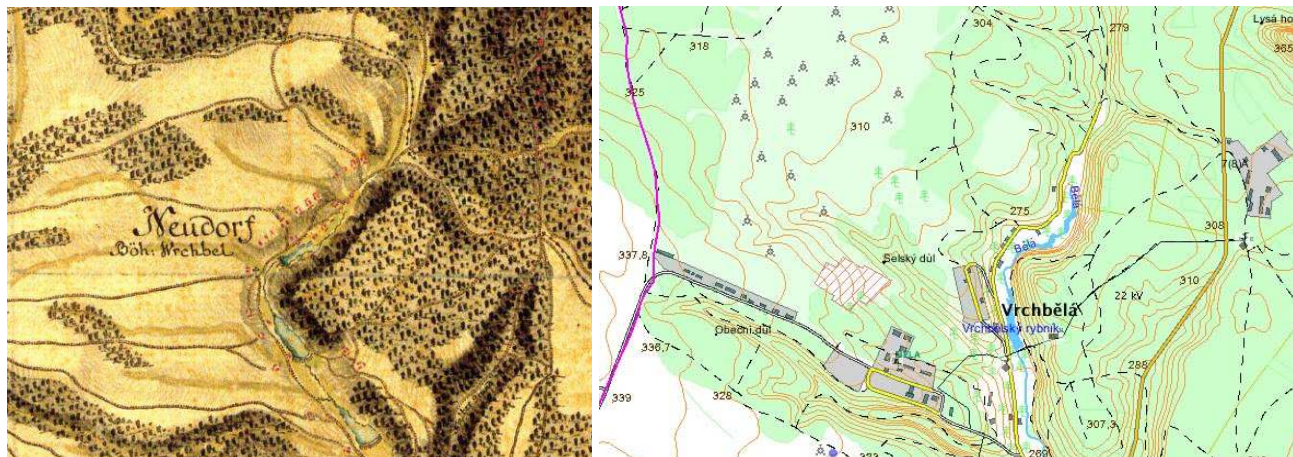 Neudorf
Böh: Wrchbel
304
279
Lysá ho
365
318
325
310
7(8)A
Bělá
275
308
Bělá
337,8
Selský důl
310
22 kV
Vrchbělá
Vrchbělský rybník
Obecní důl
336,7
BĚLÁ
288
339
328
307,3
269
323